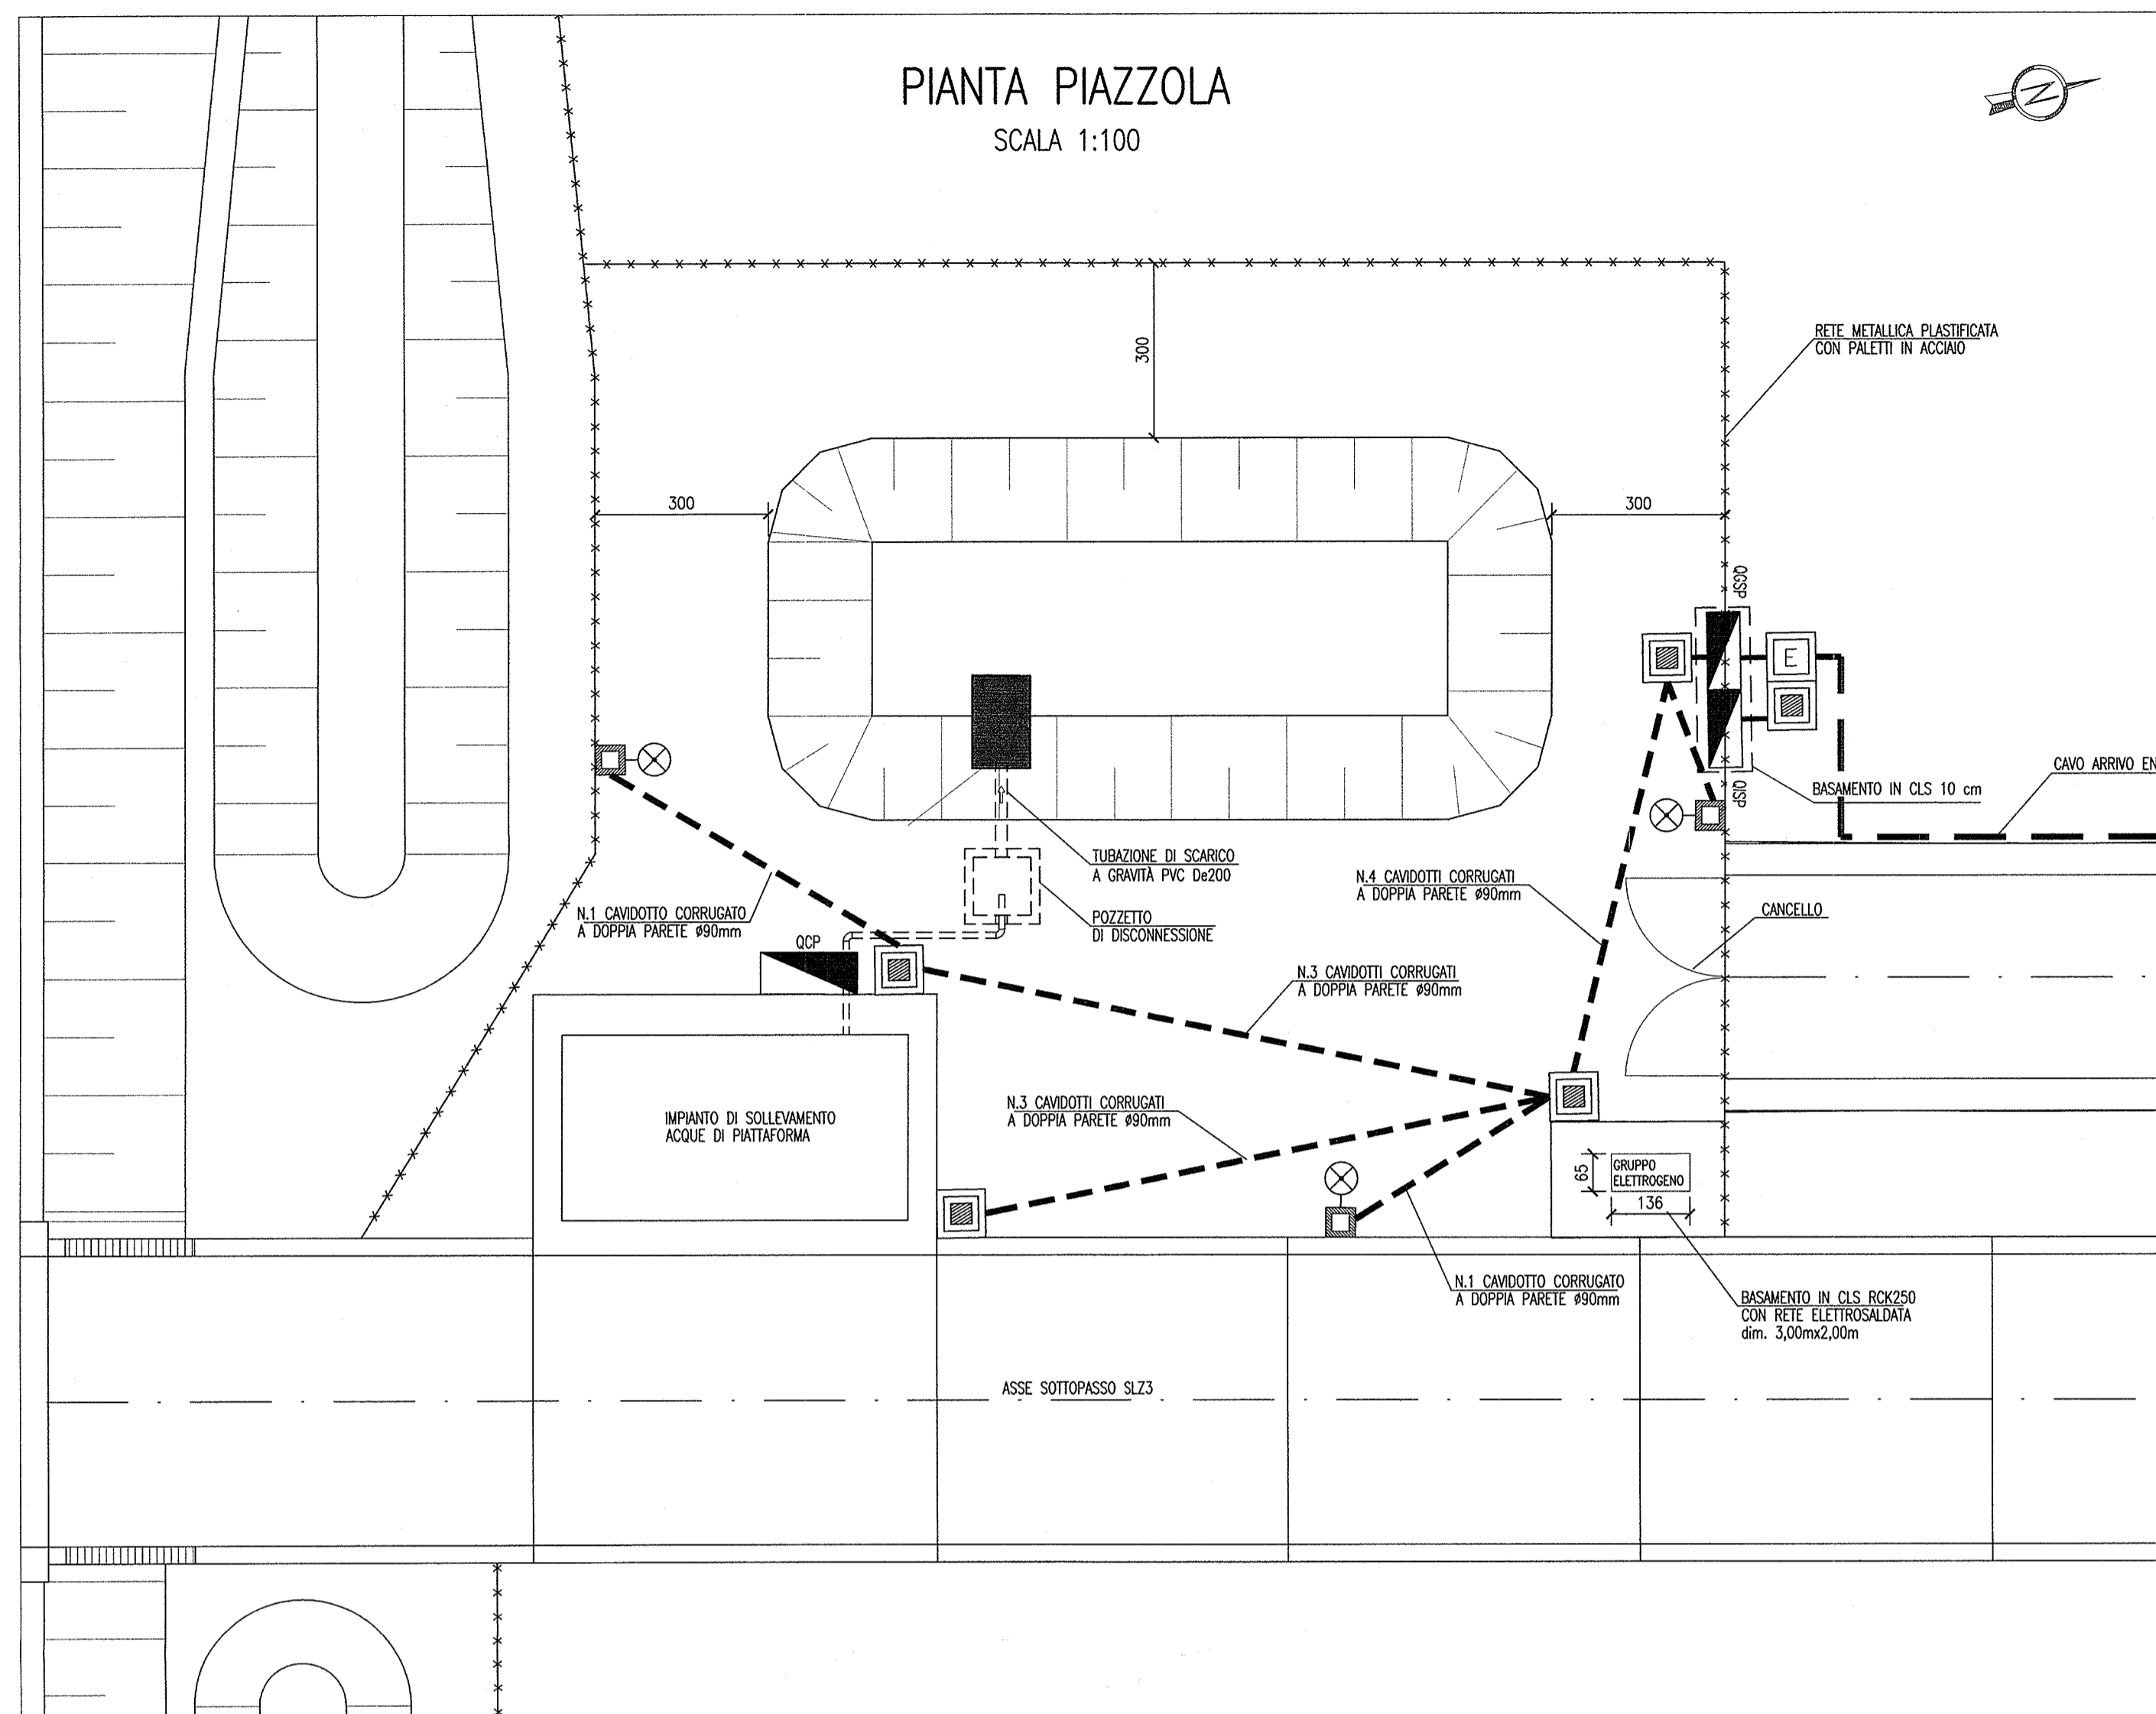 PIANTA PIAZZOLA
SCALA 1:100
N
RETE METALLICA PLASTIFICATA
CON PALETTI IN ACCIAIO
300
300
300
QGSP
E
CAVO ARRIVO EN
BASAMENTO IN CLS 10 cm
QISP
TUBAZIONE DI SCARICO
A GRAVITÀ PVC De200
N.4 CAVIDOTTI CORRUGATI
A DOPPIA PARETE Ø90mm
CANCELLO
N.1 CAVIDOTTO CORRUGATO
A DOPPIA PARETE Ø90mm
POZZETTO
DI DISCONNESSIONE
QCP
N.3 CAVIDOTTI CORRUGATI
A DOPPIA PARETE Ø90mm
IMPIANTO DI SOLLEVAMENTO
ACQUE DI PIATTAFORMA
N.3 CAVIDOTTI CORRUGATI
A DOPPIA PARETE Ø90mm
65
GRUPPO
ELETTROGENO
136
N.1 CAVIDOTTO CORRUGATO
A DOPPIA PARETE Ø90mm
BASAMENTO IN CLS RCK250
CON RETE ELETTROSALDATA
dim. 3,00mx2,00m
ASSE SOTTOPASSO SLZ3